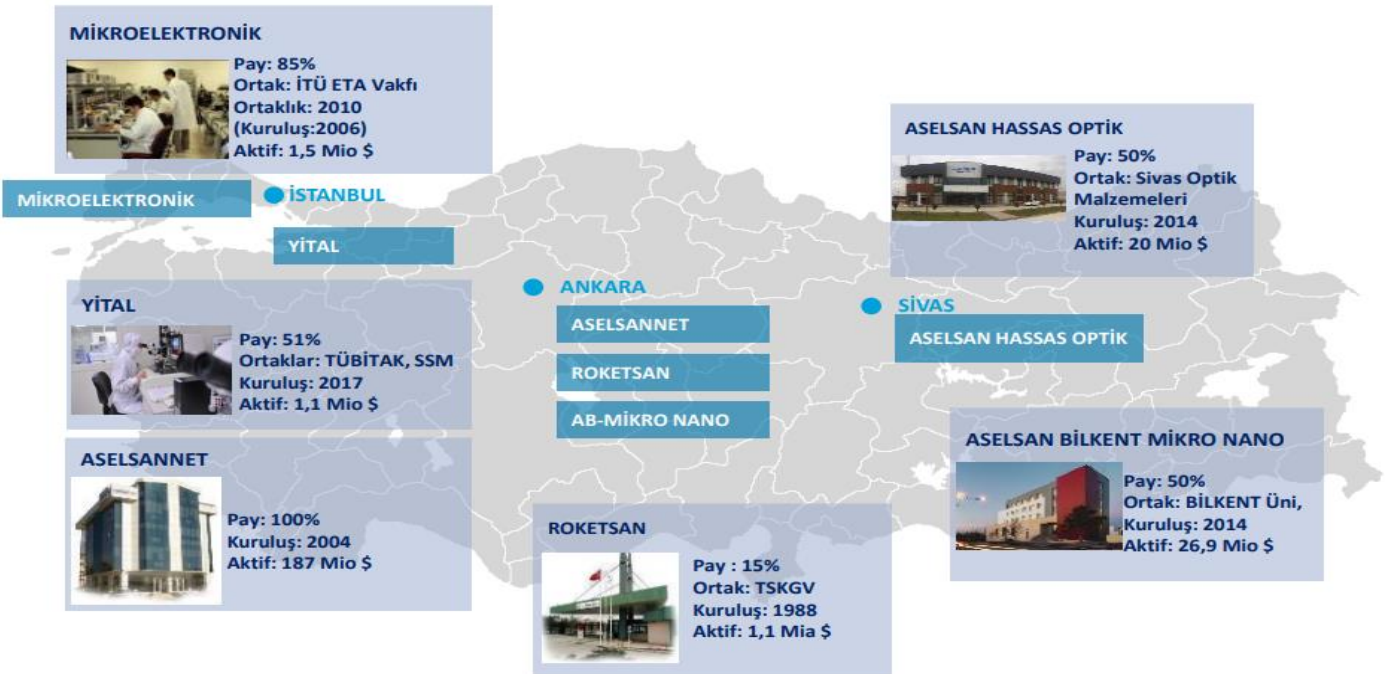 MİKROELEKTRONİK
Pay: 85%
Ortak: İTÜ ETA Vakfı
Ortaklık: 2010
(Kuruluş:2006)
Aktif: 1,5 Mio $
MİKROELEKTRONİK
İSTANBUL
YİTAL
YİTAL
Pay: 51%
Ortaklar: TÜBİTAK, SSM
Kuruluş: 2017
Aktif: 1,1 Mio $
ASELSANNET
Pay: 100%
Kuruluş: 2004
Aktif: 187 Mio $
ANKARA
ASELSANNET
ROKETSAN
AB-MİKRO NANO
ROKETSAN
Pay : 15%
Ortak: TSKGV
Kuruluş: 1988
Aktif: 1,1 Mia $
ASELSAN HASSAS OPTİK
Pay: 50%
Ortak: Sivas Optik
Malzemeleri
Kuruluş: 2014
Aktif: 20 Mio $
SİVAS
ASELSAN HASSAS OPTİK
ASELSAN BİLKENT MİKRO NANO
Pay: 50%
Ortak: BİLKENT Üni,
Kuruluş: 2014
Aktif: 26,9 Mio $